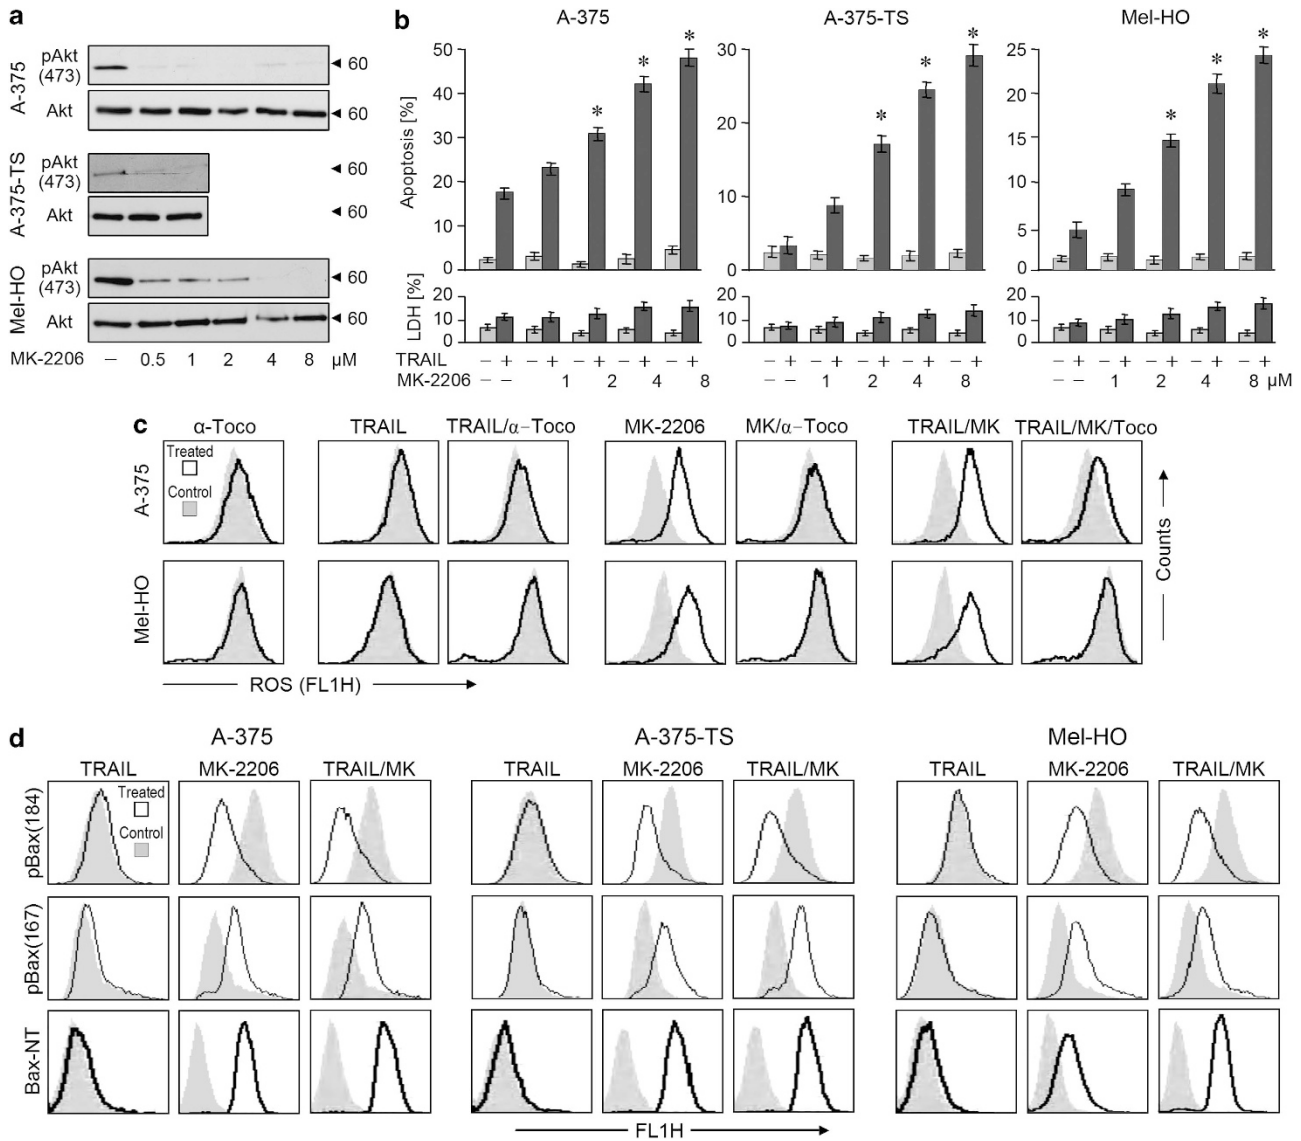 a
A-375
pAkt
(473)
60
Akt
60
A-375-TS
pAkt
(473)
60
Akt
60
Mel-HO
pAkt
(473)
60
Akt
60
MK-2206 – 0.5 1 2 4 8 µM
b
A-375 A-375-TS Mel-HO
Apoptosis [%]
50
40
30
20
10
0
* * *
30
20
10
0
* * *
25
20
15
10
5
0
* * *
LDH [%]
20
10
0
20
10
0
20
10
0
TRAIL – + – + – + – + – + – + – + – + – + – + – + – + – + – + – +
MK-2206 – – 1 2 4 8 – – 1 2 4 8 – – 1 2 4 8 µM
c
α-Toco TRAIL TRAIL/α–Toco MK-2206 MK/α–Toco TRAIL/MK TRAIL/MK/Toco
A-375
Treated
Control
Mel-HO
Counts
ROS (FL1H)
d
A-375 A-375-TS Mel-HO
TRAIL MK-2206 TRAIL/MK TRAIL MK-2206 TRAIL/MK TRAIL MK-2206 TRAIL/MK
pBax(184)
Treated
Control
pBax(167)
Bax-NT
FL1H